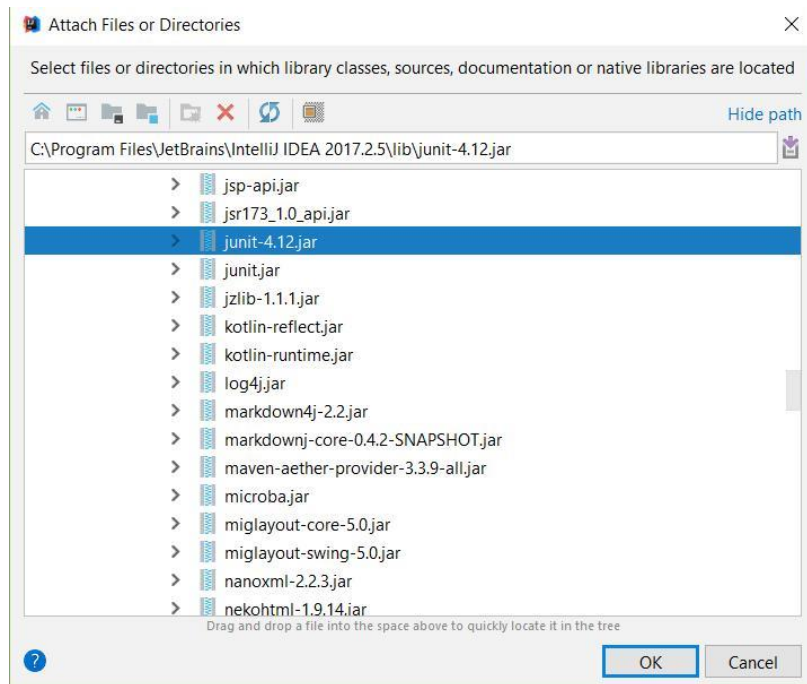 Attach Files or Directories
Select files or directories in which library classes, sources, documentation or native libraries are located
Hide path
C:\Program Files\JetBrains\IntelliJ IDEA 2017.2.5\lib\junit-4.12.jar
jsp-api.jar
jsr173_1.0_api.jar
junit-4.12.jar
junit.jar
jzlib-1.1.1.jar
kotlin-reflect.jar
kotlin-runtime.jar
log4j.jar
markdown4j-2.2.jar
markdownj-core-0.4.2-SNAPSHOT.jar
maven-aether-provider-3.3.9-all.jar
microba.jar
miglayout-core-5.0.jar
miglayout-swing-5.0.jar
nanoxml-2.2.3.jar
nekohtml-1.9.14.jar
Drag and drop a file into the space above to quickly locate it in the tree
?
OK Cancel